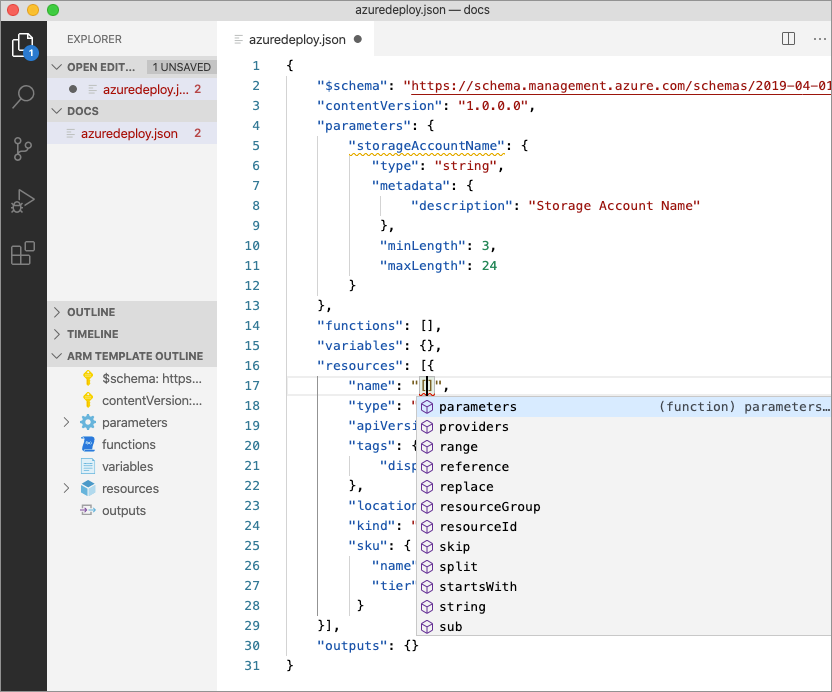 azuredeploy.json — docs
1
EXPLORER
OPEN EDIT... 1 UNSAVED
azuredeploy.j... 2
DOCS
azuredeploy.json 2
OUTLINE
TIMELINE
ARM TEMPLATE OUTLINE
$schema: https...
contentVersion:...
parameters
functions
variables
resources
outputs
azuredeploy.json
1 {
2 "$schema": "https://schema.management.azure.com/schemas/2019-04-01
3 "contentVersion": "1.0.0.0",
4 "parameters": {
5 "storageAccountName": {
6 "type": "string",
7 "metadata": {
8 "description": "Storage Account Name"
9 },
10 "minLength": 3,
11 "maxLength": 24
12 }
13 },
14 "functions": [],
15 "variables": {},
16 "resources": [{
17 "name": "[]",
18 "type": "
19 "apiVersi
20 "tags": {
21 "disp
22 },
23 "location
24 "kind": "
25 "sku": {
26 "name"
27 "tier"
28 }
29 }],
30 "outputs": {}
31 }
parameters (function) parameters...
providers
range
reference
replace
resourceGroup
resourceId
skip
split
startsWith
string
sub